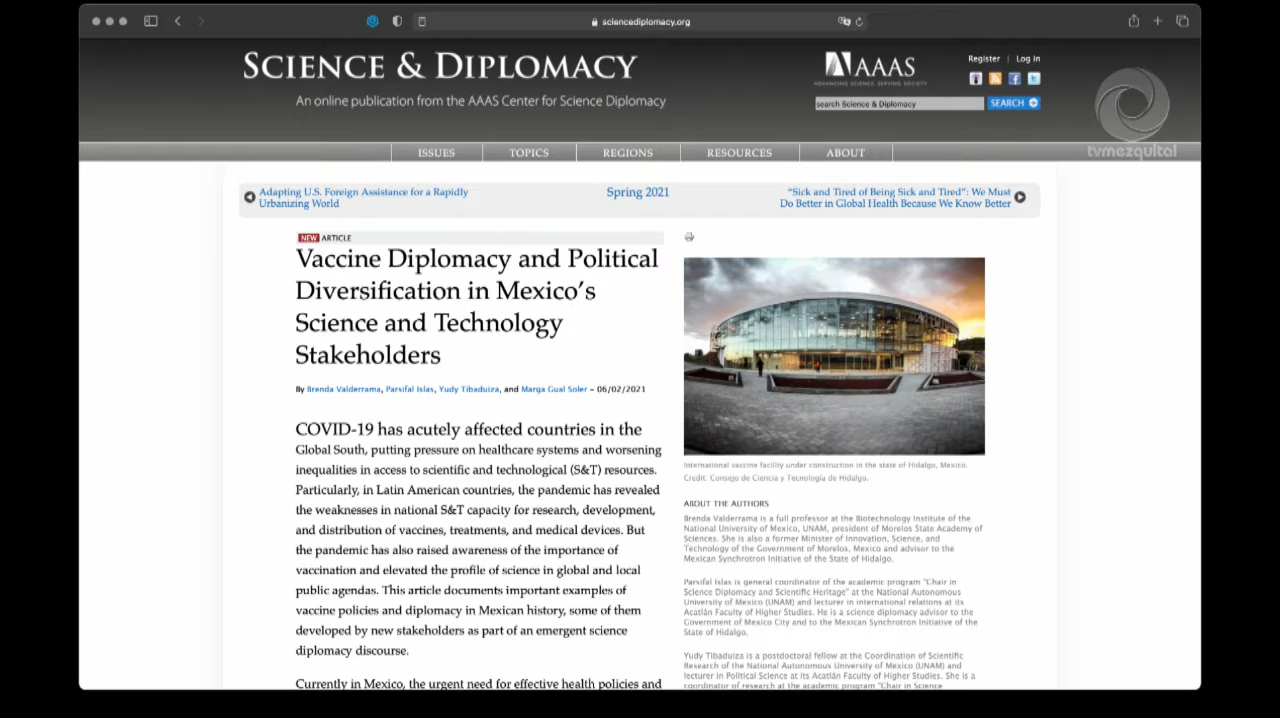 sciencediplomacy.org
SCIENCE & DIPLOMACY
An online publication from the AAAS Center for Science Diplomacy
AAAS
ADVANCING SCIENCE, SERVING SOCIETY
Register | Log in
search Science & Diplomacy
SEARCH
tvmezquital
ISSUES
TOPICS
REGIONS
RESOURCES
ABOUT
Adapting U.S. Foreign Assistance for a Rapidly
Urbanizing World
Spring 2021
“Sick and Tired of Being Sick and Tired”: We Must
Do Better in Global Health Because We Know Better
NEW ARTICLE
Vaccine Diplomacy and Political
Diversification in Mexico’s
Science and Technology
Stakeholders
By Brenda Valderrama, Parsifal Islas, Yudy Tibaduiza, and Marga Gual Soler – 06/02/2021
COVID-19 has acutely affected countries in the
Global South, putting pressure on healthcare systems and worsening
inequalities in access to scientific and technological (S&T) resources.
Particularly, in Latin American countries, the pandemic has revealed
the weaknesses in national S&T capacity for research, development,
and distribution of vaccines, treatments, and medical devices. But
the pandemic has also raised awareness of the importance of
vaccination and elevated the profile of science in global and local
public agendas. This article documents important examples of
vaccine policies and diplomacy in Mexican history, some of them
developed by new stakeholders as part of an emergent science
diplomacy discourse.
Currently in Mexico, the urgent need for effective health policies and
International vaccine facility under construction in the state of Hidalgo, Mexico.
Credit: Consejo de Ciencia y Tecnología de Hidalgo.
ABOUT THE AUTHORS
Brenda Valderrama is a full professor at the Biotechnology Institute of the
National University of Mexico, UNAM, president of Morelos State Academy of
Sciences. She is also a former Minister of Innovation, Science, and
Technology of the Government of Morelos, Mexico and advisor to the
Mexican Synchrotron Initiative of the State of Hidalgo.
Parsifal Islas is general coordinator of the academic program “Chair in
Science Diplomacy and Scientific Heritage” at the National Autonomous
University of Mexico (UNAM) and lecturer in international relations at its
Acatlán Faculty of Higher Studies. He is a science diplomacy advisor to the
Government of Mexico City and to the Mexican Synchrotron Initiative of the
State of Hidalgo.
Yudy Tibaduiza is a postdoctoral fellow at the Coordination of Scientific
Research of the National Autonomous University of Mexico (UNAM) and
lecturer in Political Science at its Acatlán Faculty of Higher Studies. She is a
coordinator of research at the academic program “Chair in Science